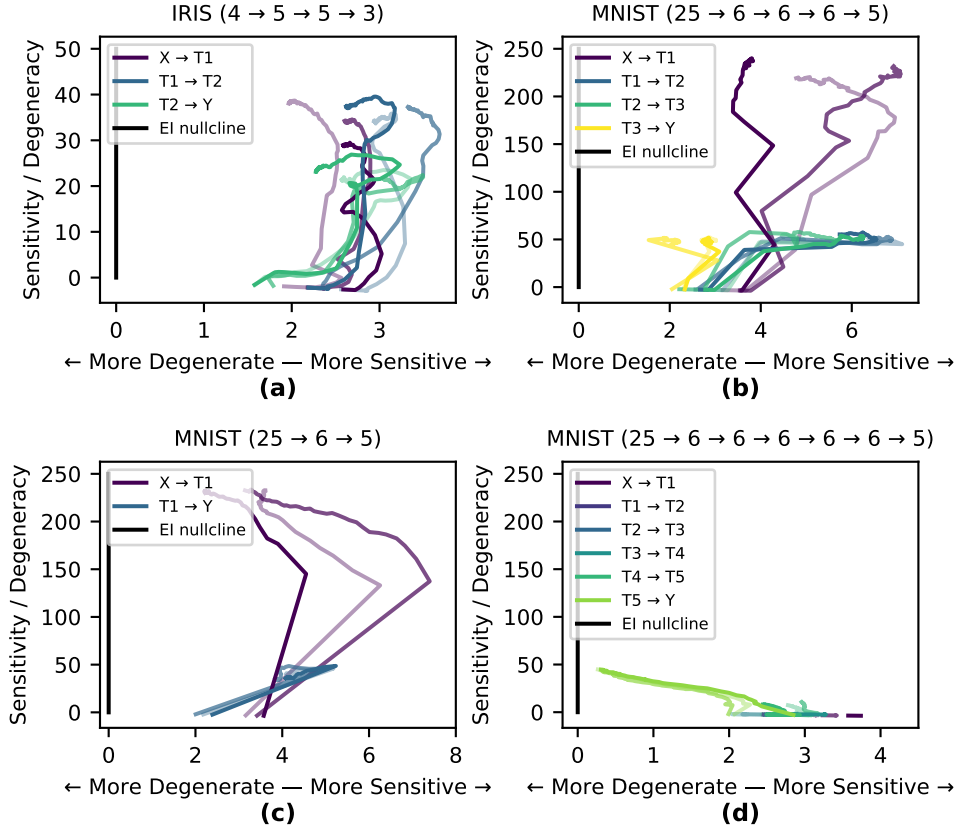 IRIS (4 → 5 → 5 → 3)
Sensitivity / Degeneracy
50
40
30
20
10
0
X → T1
T1 → T2
T2 → Y
EI nullcline
0 1 2 3
← More Degenerate — More Sensitive →
(a)
MNIST (25 → 6 → 6 → 6 → 5)
Sensitivity / Degeneracy
250
200
150
100
50
0
X → T1
T1 → T2
T2 → T3
T3 → Y
EI nullcline
0 2 4 6
← More Degenerate — More Sensitive →
(b)
MNIST (25 → 6 → 5)
Sensitivity / Degeneracy
250
200
150
100
50
0
X → T1
T1 → Y
EI nullcline
0 2 4 6 8
← More Degenerate — More Sensitive →
(c)
MNIST (25 → 6 → 6 → 6 → 6 → 6 → 5)
Sensitivity / Degeneracy
250
200
150
100
50
0
X → T1
T1 → T2
T2 → T3
T3 → T4
T4 → T5
T5 → Y
EI nullcline
0 1 2 3 4
← More Degenerate — More Sensitive →
(d)